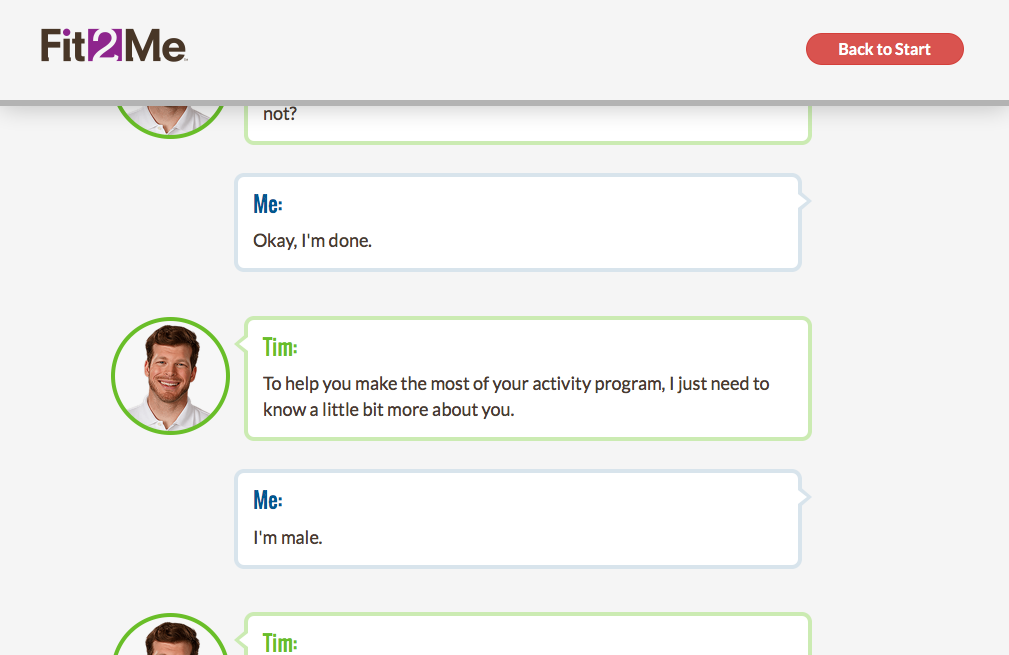 Fit2Me
Back to Start
not?
Me:
Okay, I'm done.
Tim:
To help you make the most of your activity program, I just need to
know a little bit more about you.
Me:
I'm male.
Tim: